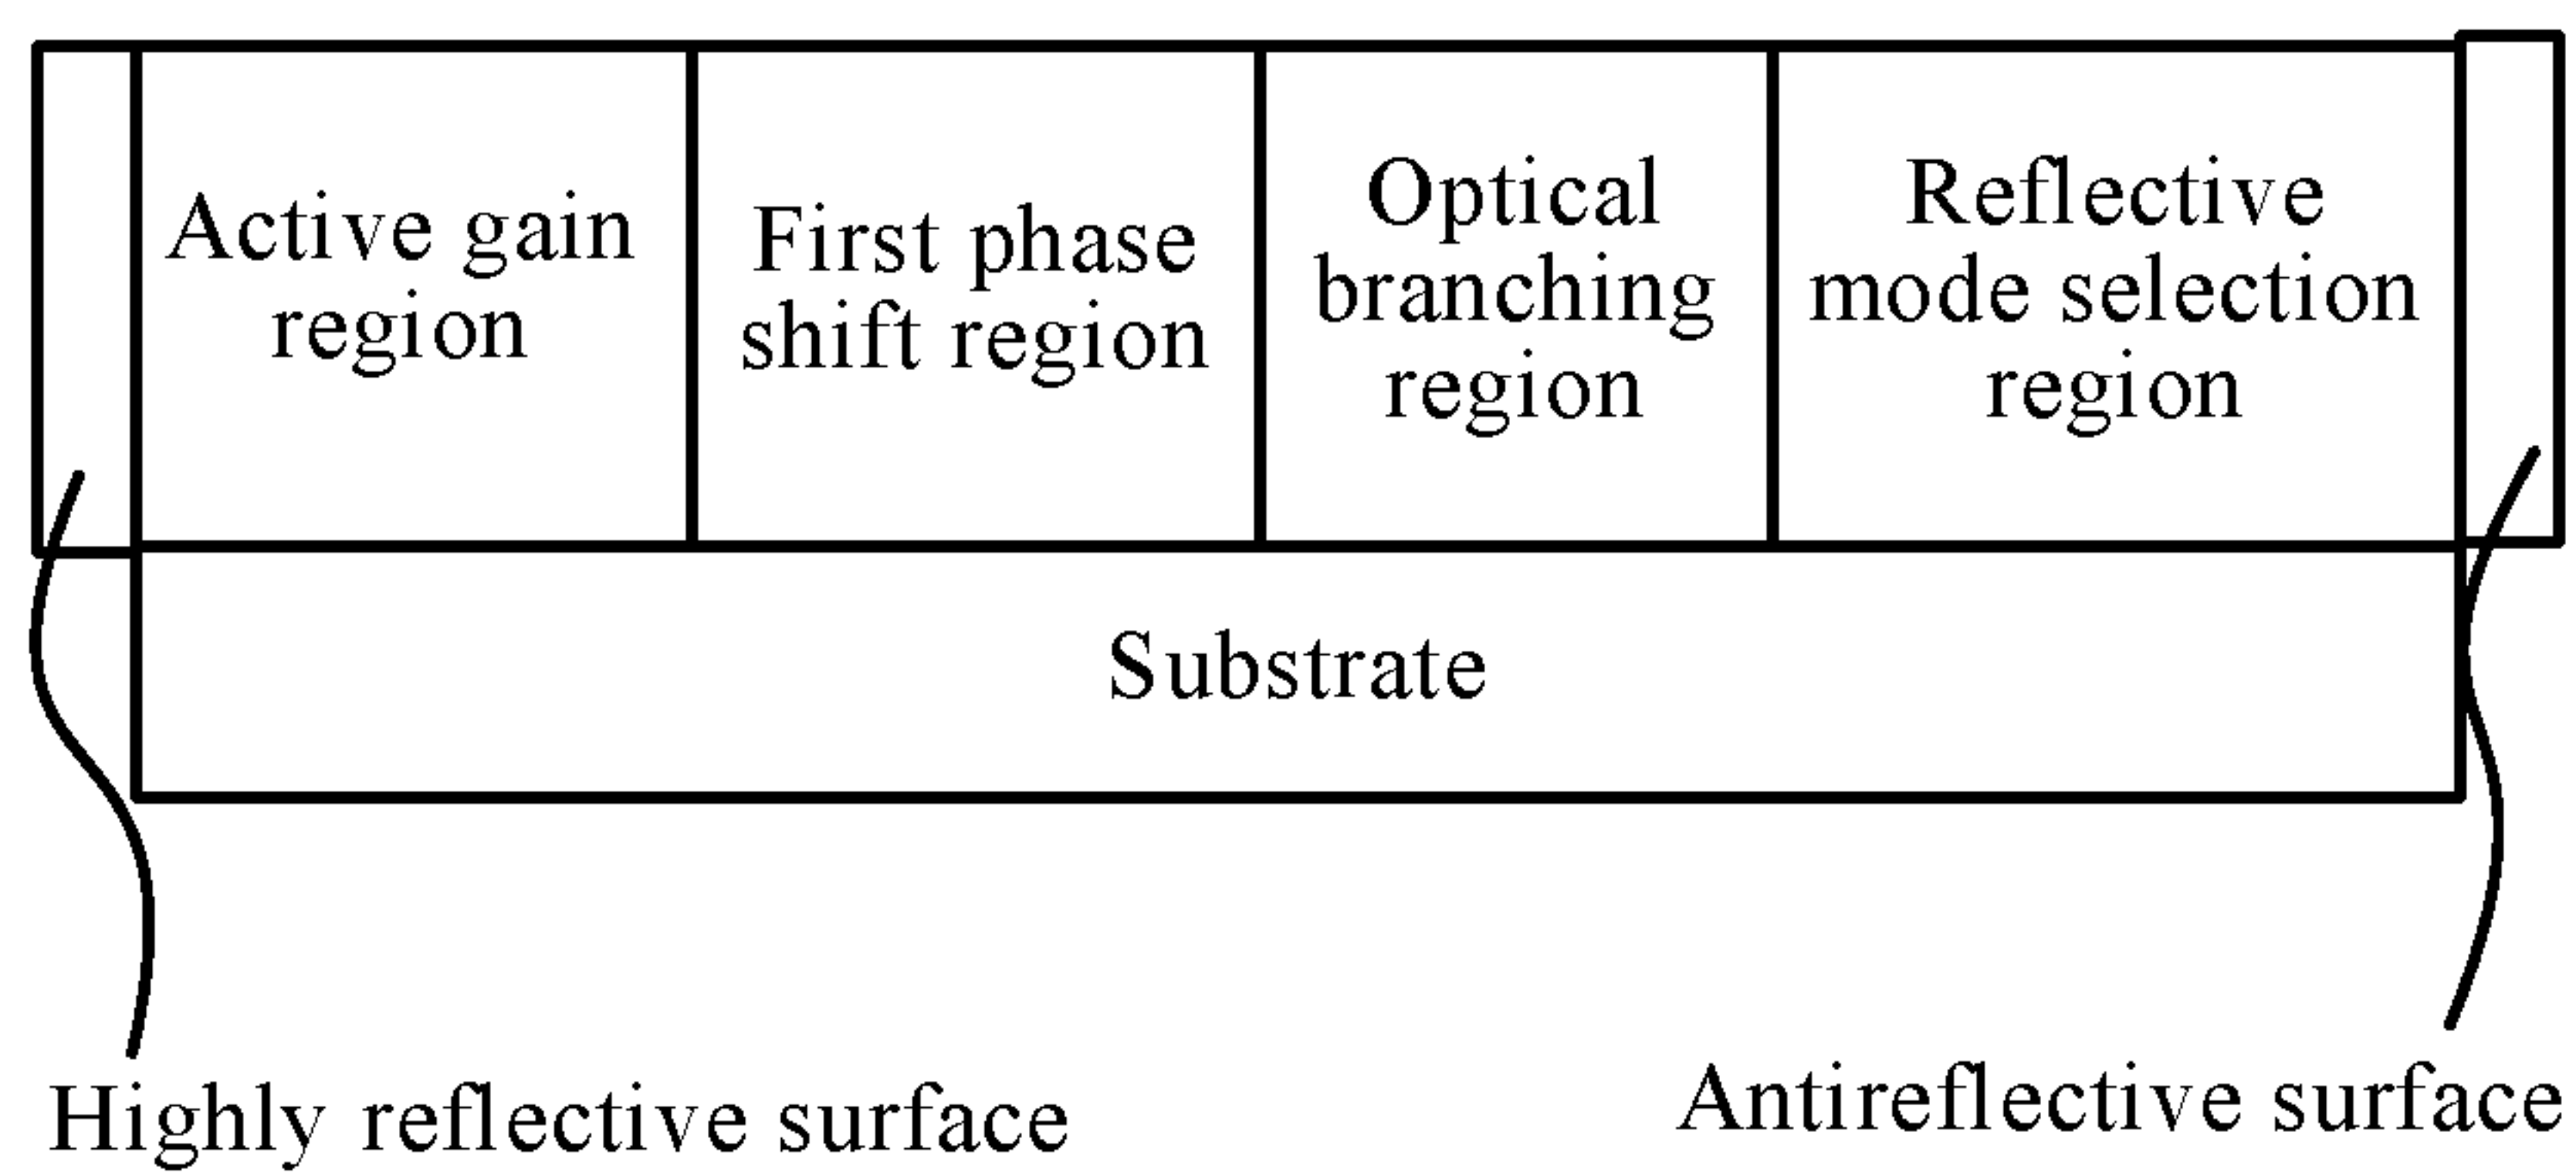 Active gain
region
First phase
shift region
Optical
branching
region
Reflective
mode selection
region
Substrate
Highly reflective surface
Antireflective surface